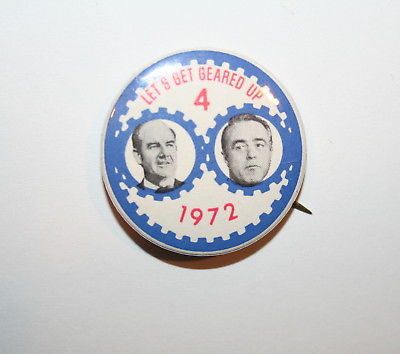 LET'S GET GEARED UP
4
1972